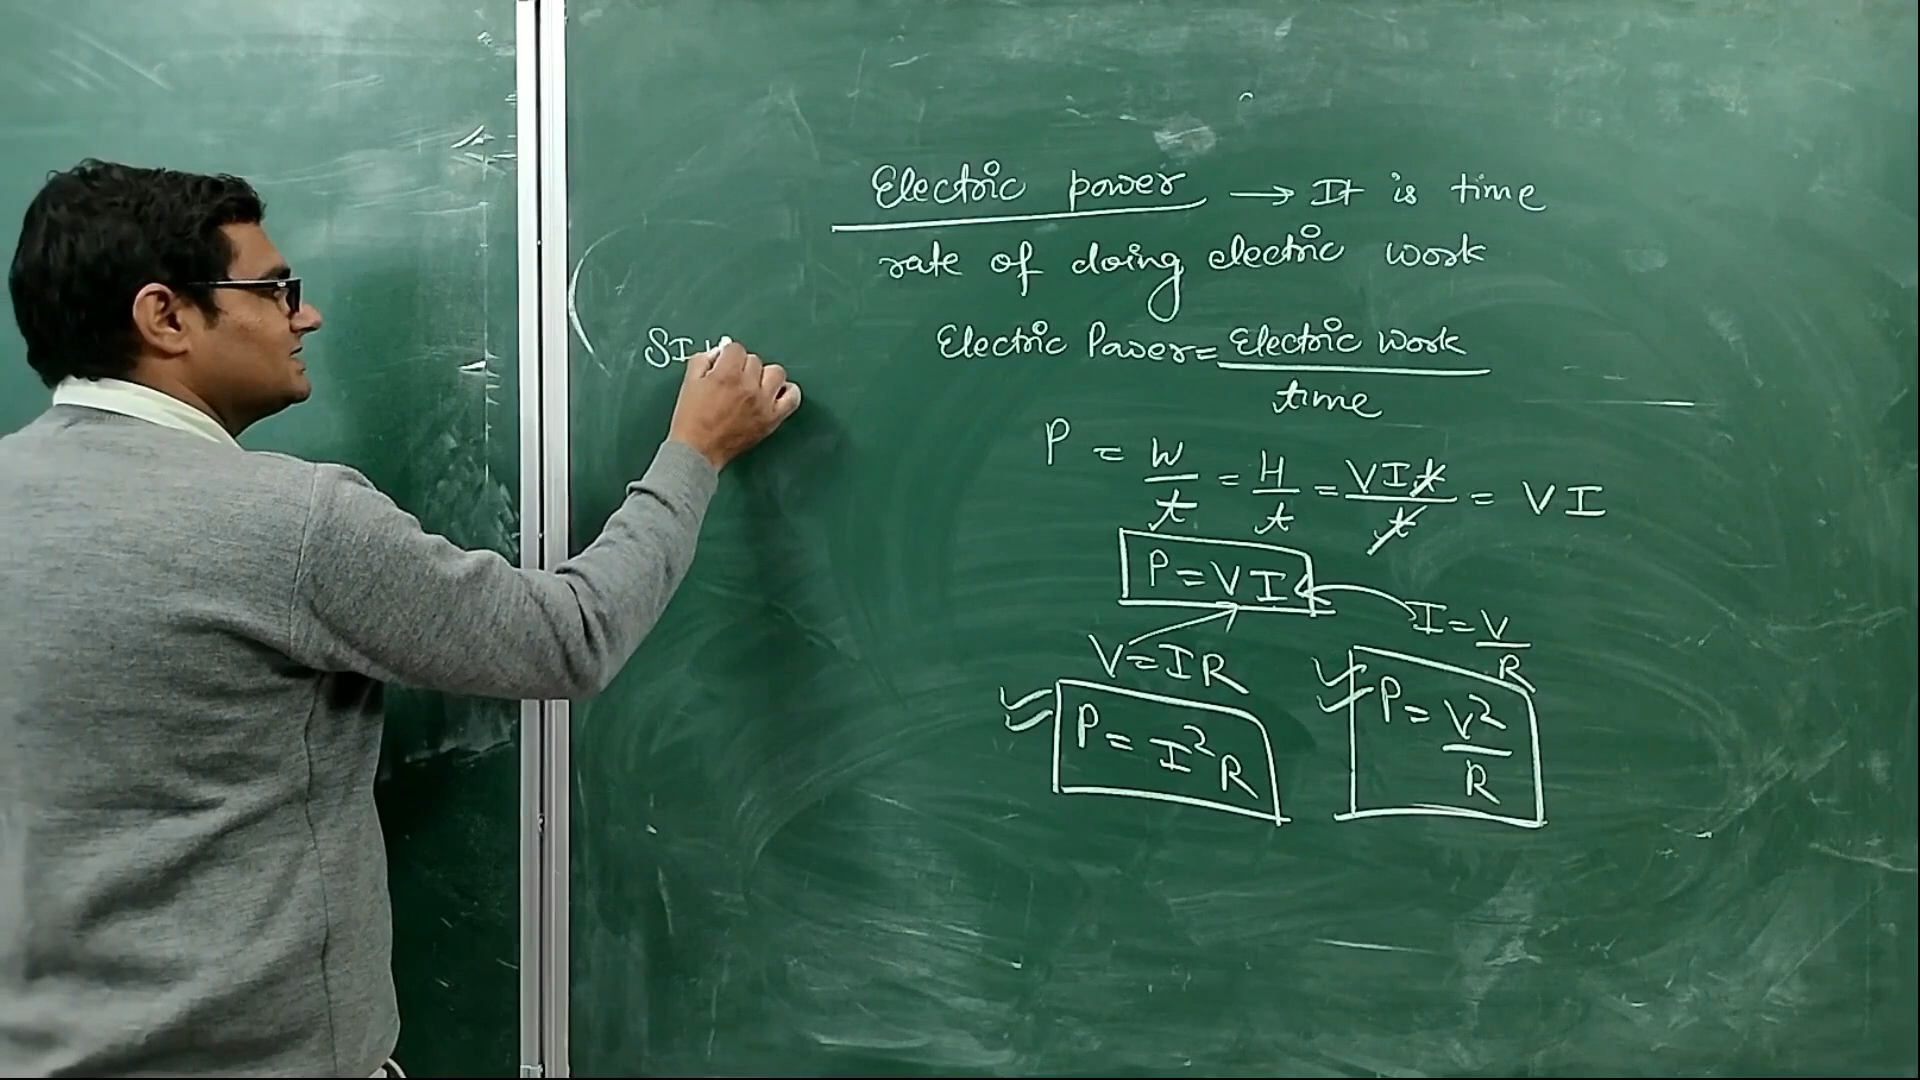 Electric power → It is time
rate of doing electric work
SI
Electric Power = Electric Work / time
P = W/t = H/t = VIt/t = VI
P = VI
I = V/R
V = IR
P = I²R
P = V²/R